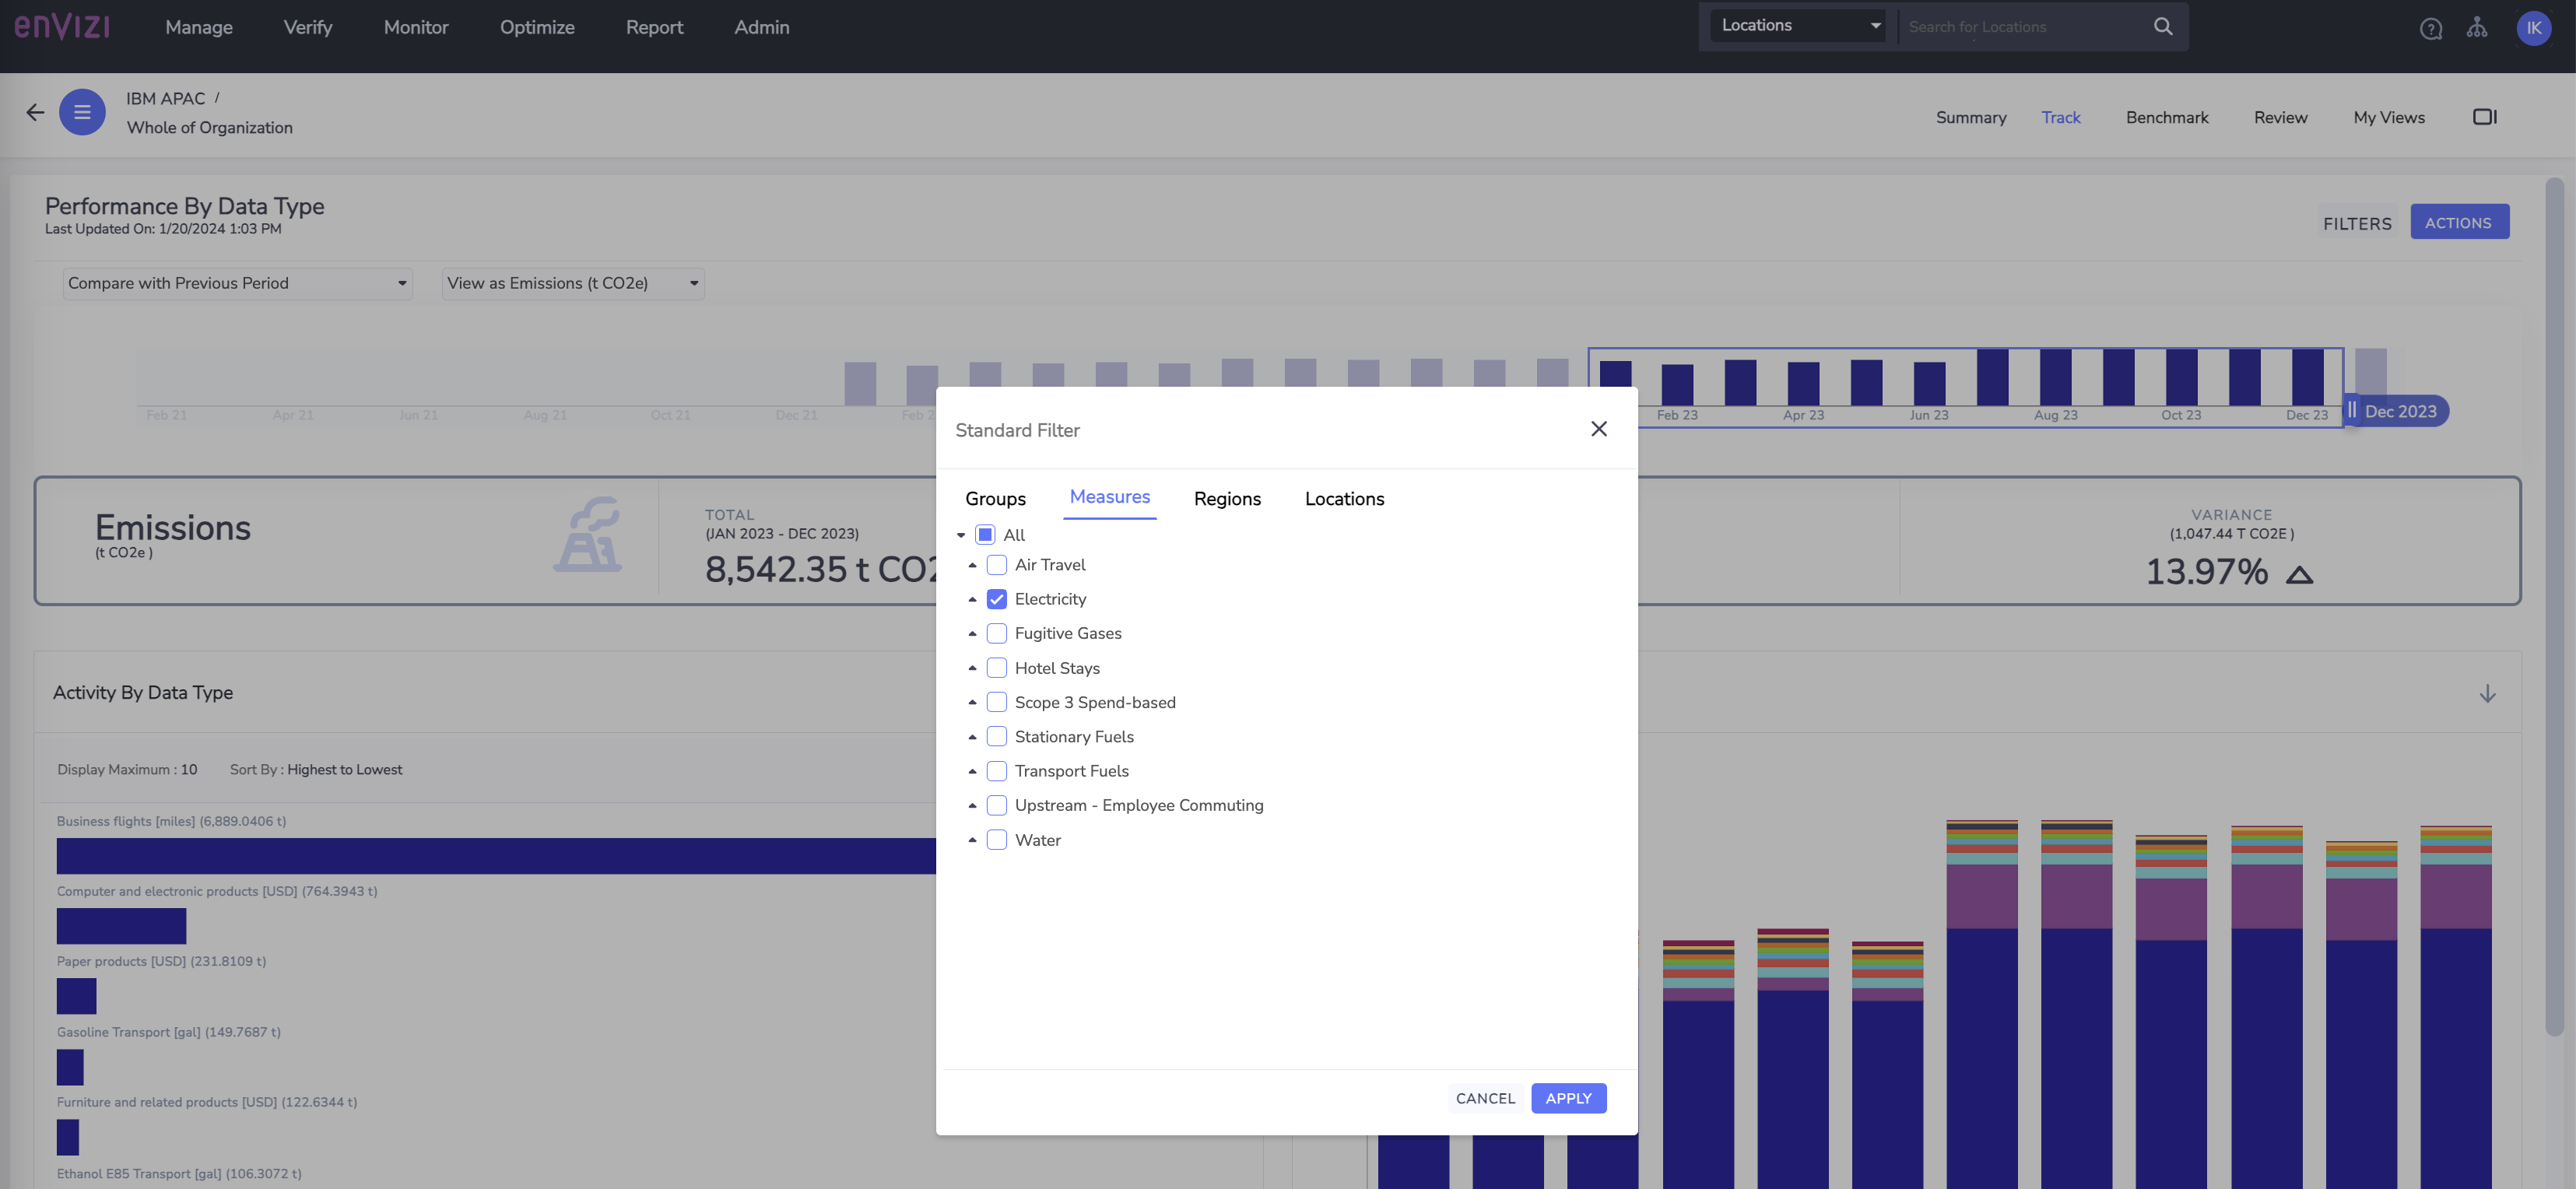 enVIZI
Manage Verify Monitor Optimize Report Admin
Locations Search for Locations
IK
IBM APAC /
Whole of Organization
Summary Track Benchmark Review My Views
Performance By Data Type
Last Updated On: 1/20/2024 1:03 PM
FILTERS ACTIONS
Compare with Previous Period View as Emissions (t CO2e)
Feb 21 Apr 21 Jun 21 Aug 21 Oct 21 Dec 21 Feb 2 Feb 23 Apr 23 Jun 23 Aug 23 Oct 23 Dec 23 Dec 2023
Emissions
(t CO2e )
TOTAL
(JAN 2023 - DEC 2023)
8,542.35 t CO2
VARIANCE
(1,047.44 T CO2E )
13.97%
Standard Filter
Groups Measures Regions Locations
All
Air Travel
Electricity
Fugitive Gases
Hotel Stays
Scope 3 Spend-based
Stationary Fuels
Transport Fuels
Upstream - Employee Commuting
Water
CANCEL APPLY
Activity By Data Type
Display Maximum : 10 Sort By : Highest to Lowest
Business flights [miles] (6,889.0406 t)
Computer and electronic products [USD] (764.3943 t)
Paper products [USD] (231.8109 t)
Gasoline Transport [gal] (149.7687 t)
Furniture and related products [USD] (122.6344 t)
Ethanol E85 Transport [gal] (106.3072 t)